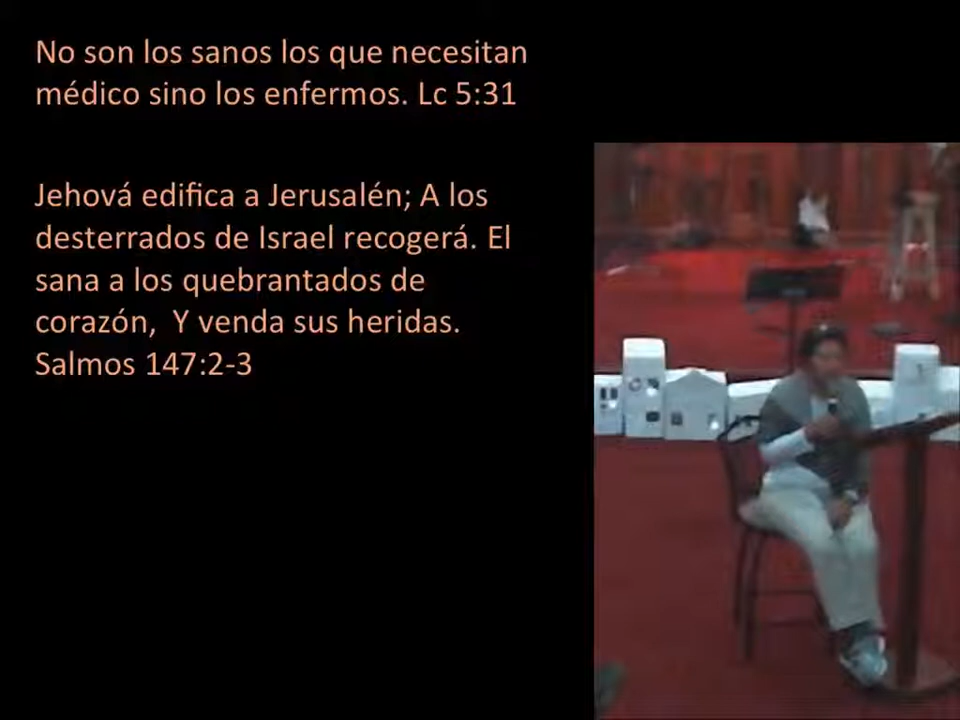 No son los sanos los que necesitan
médico sino los enfermos. Lc 5:31
Jehová edifica a Jerusalén; A los
desterrados de Israel recogerá. El
sana a los quebrantados de
corazón,  Y venda sus heridas.
Salmos 147:2-3